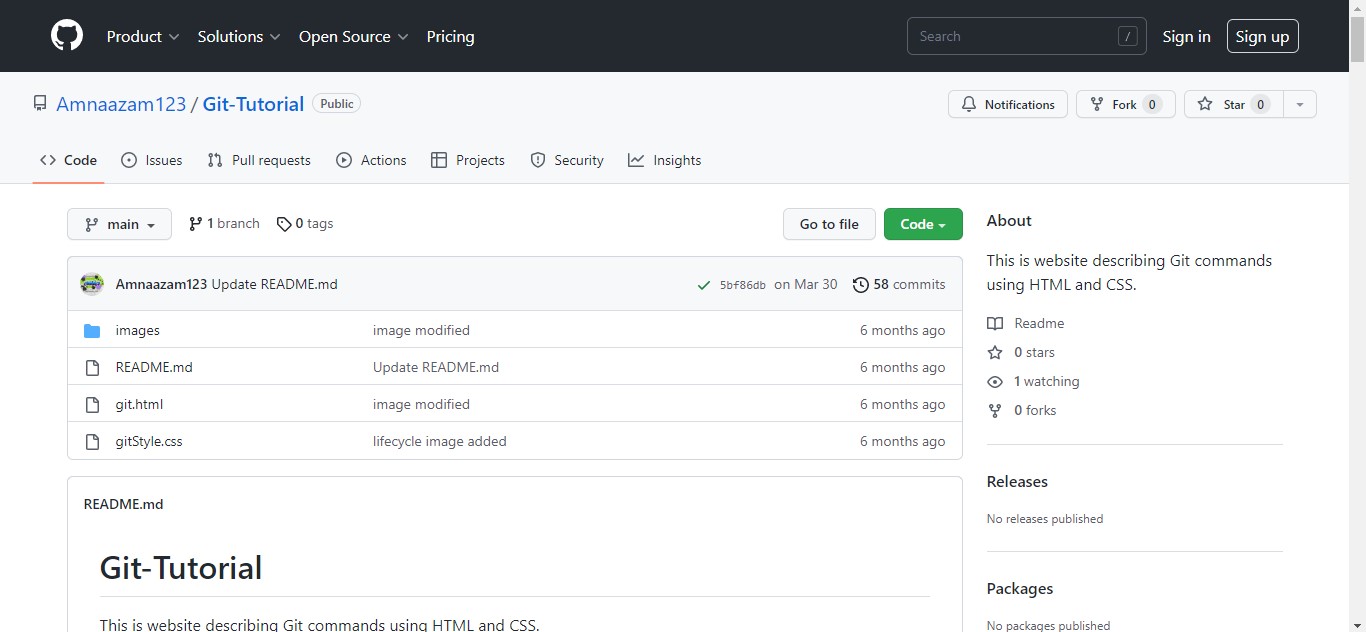 Product Solutions Open Source Pricing Search / Sign in Sign up
Amnaazam123 / Git-Tutorial Public Notifications Fork 0 Star 0
Code Issues Pull requests Actions Projects Security Insights
main 1 branch 0 tags Go to file Code
Amnaazam123 Update README.md 5bf86db on Mar 30 58 commits
images image modified 6 months ago
README.md Update README.md 6 months ago
git.html image modified 6 months ago
gitStyle.css lifecycle image added 6 months ago
README.md
Git-Tutorial
This is website describing Git commands using HTML and CSS.
About
This is website describing Git commands
using HTML and CSS.
Readme
0 stars
1 watching
0 forks
Releases
No releases published
Packages
No packages published